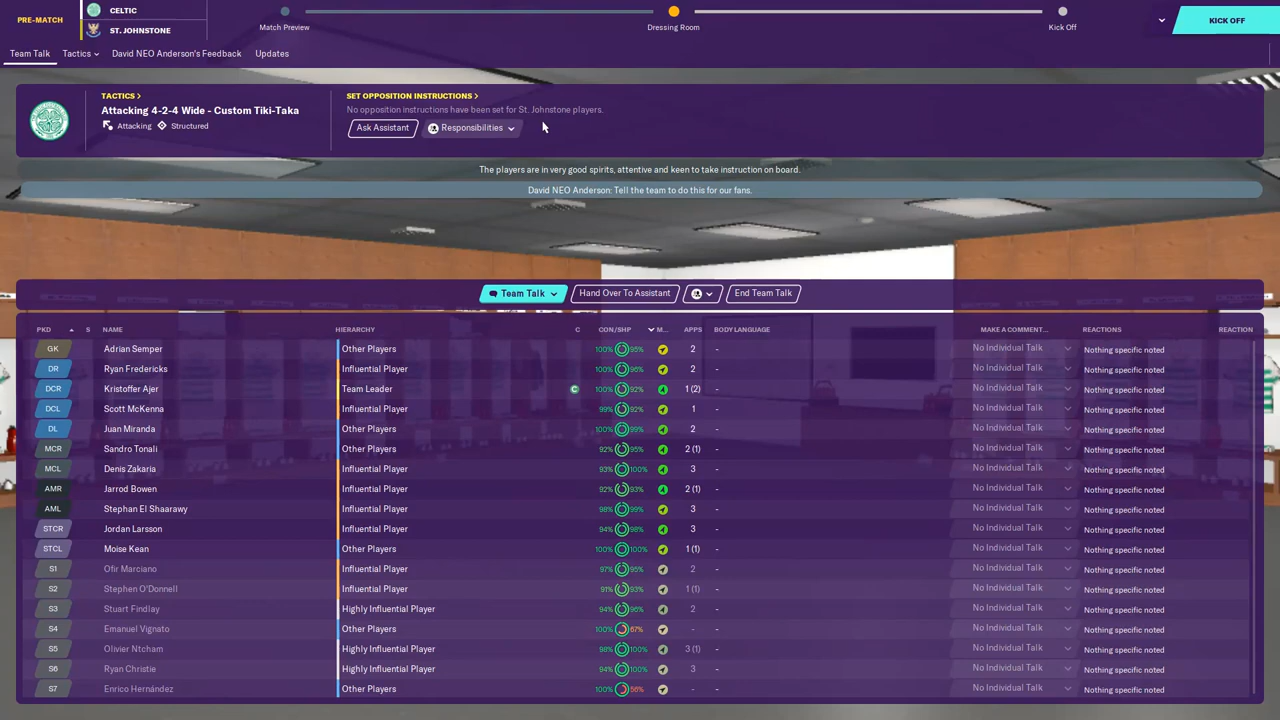 PRE-MATCH
CELTIC
ST. JOHNSTONE
Match Preview
Dressing Room
Kick Off
KICK OFF
Team Talk
Tactics
David NEO Anderson's Feedback
Updates
TACTICS >
Attacking 4-2-4 Wide - Custom Tiki-Taka
Attacking
Structured
SET OPPOSITION INSTRUCTIONS >
No opposition instructions have been set for St. Johnstone players.
Ask Assistant
Responsibilities
The players are in very good spirits, attentive and keen to take instruction on board.
David NEO Anderson: Tell the team to do this for our fans.
Team Talk
Hand Over To Assistant
End Team Talk
PKD S NAME HIERARCHY C CON/SHP M... APPS BODY LANGUAGE MAKE A COMMENT... REACTIONS REACTION
GK Adrian Semper Other Players 100% 95% 2 - No Individual Talk Nothing specific noted
DR Ryan Fredericks Influential Player 100% 96% 2 - No Individual Talk Nothing specific noted
DCR Kristoffer Ajer Team Leader C 100% 92% 1 (2) - No Individual Talk Nothing specific noted
DCL Scott McKenna Influential Player 99% 92% 1 - No Individual Talk Nothing specific noted
DL Juan Miranda Other Players 100% 99% 2 - No Individual Talk Nothing specific noted
MCR Sandro Tonali Other Players 92% 95% 2 (1) - No Individual Talk Nothing specific noted
MCL Denis Zakaria Influential Player 93% 100% 3 - No Individual Talk Nothing specific noted
AMR Jarrod Bowen Influential Player 92% 93% 2 (1) - No Individual Talk Nothing specific noted
AML Stephan El Shaarawy Influential Player 98% 99% 3 - No Individual Talk Nothing specific noted
STCR Jordan Larsson Influential Player 94% 98% 3 - No Individual Talk Nothing specific noted
STCL Moise Kean Other Players 100% 100% 1 (1) - No Individual Talk Nothing specific noted
S1 Ofir Marciano Influential Player 97% 95% 2 - No Individual Talk Nothing specific noted
S2 Stephen O'Donnell Influential Player 91% 93% 1 (1) - No Individual Talk Nothing specific noted
S3 Stuart Findlay Highly Influential Player 94% 96% 2 - No Individual Talk Nothing specific noted
S4 Emanuel Vignato Other Players 100% 67% - - No Individual Talk Nothing specific noted
S5 Olivier Ntcham Highly Influential Player 98% 100% 3 (1) - No Individual Talk Nothing specific noted
S6 Ryan Christie Highly Influential Player 94% 100% 3 - No Individual Talk Nothing specific noted
S7 Enrico Hernández Other Players 100% 56% - - No Individual Talk Nothing specific noted